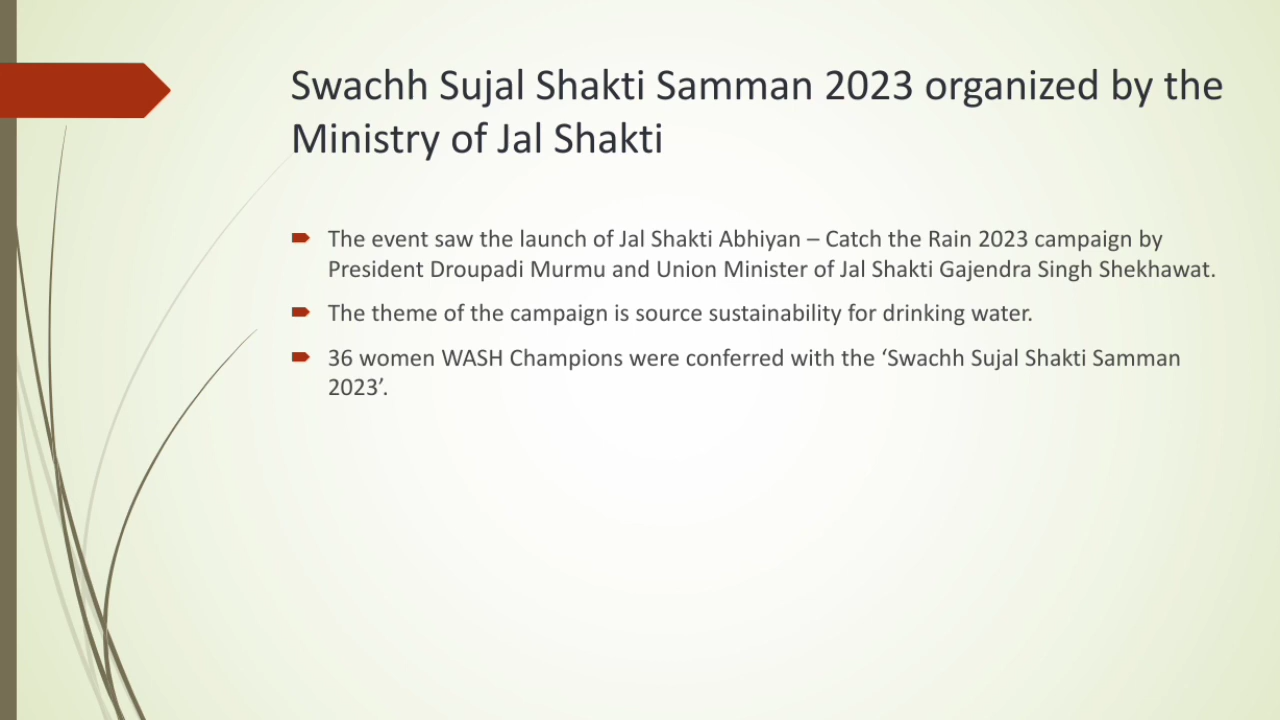 Swachh Sujal Shakti Samman 2023 organized by the
Ministry of Jal Shakti
The event saw the launch of Jal Shakti Abhiyan – Catch the Rain 2023 campaign by
President Droupadi Murmu and Union Minister of Jal Shakti Gajendra Singh Shekhawat.
The theme of the campaign is source sustainability for drinking water.
36 women WASH Champions were conferred with the ‘Swachh Sujal Shakti Samman
2023’.